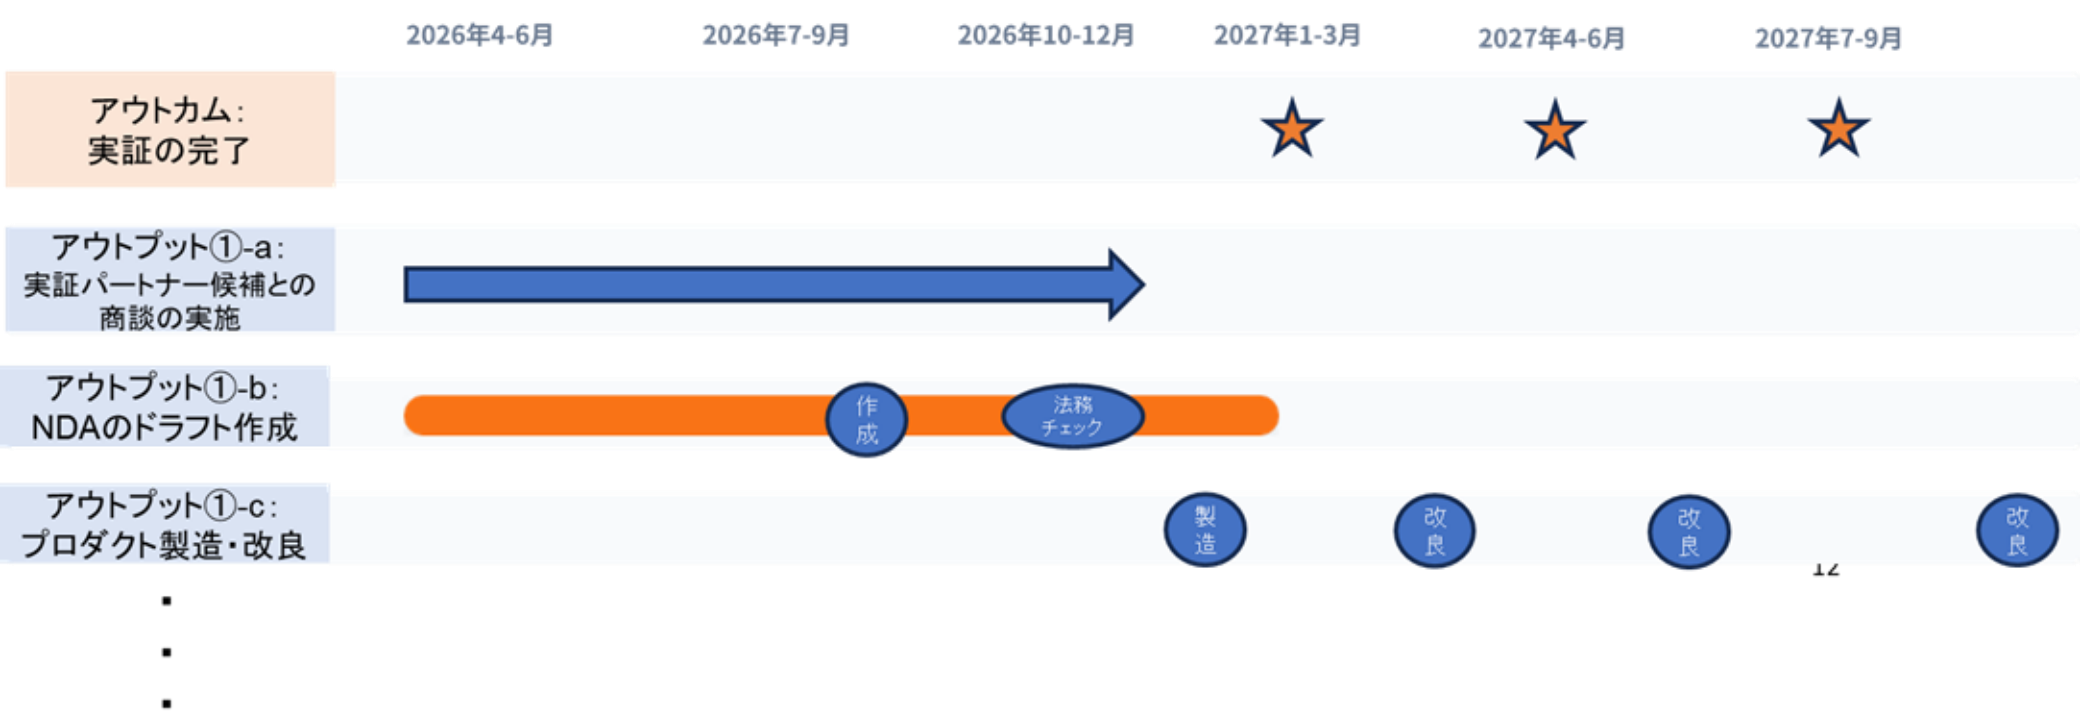 2026年4-6月
2026年7-9月
2026年10-12月
2027年1-3月
2027年4-6月
2027年7-9月
アウトカム：
実証の完了
アウトプット①-a：
実証パートナー候補との
商談の実施
アウトプット①-b：
NDAのドラフト作成
作
成
法務
チェック
アウトプット①-c：
プロダクト製造・改良
製
造
改
良
改
良
改
良
12